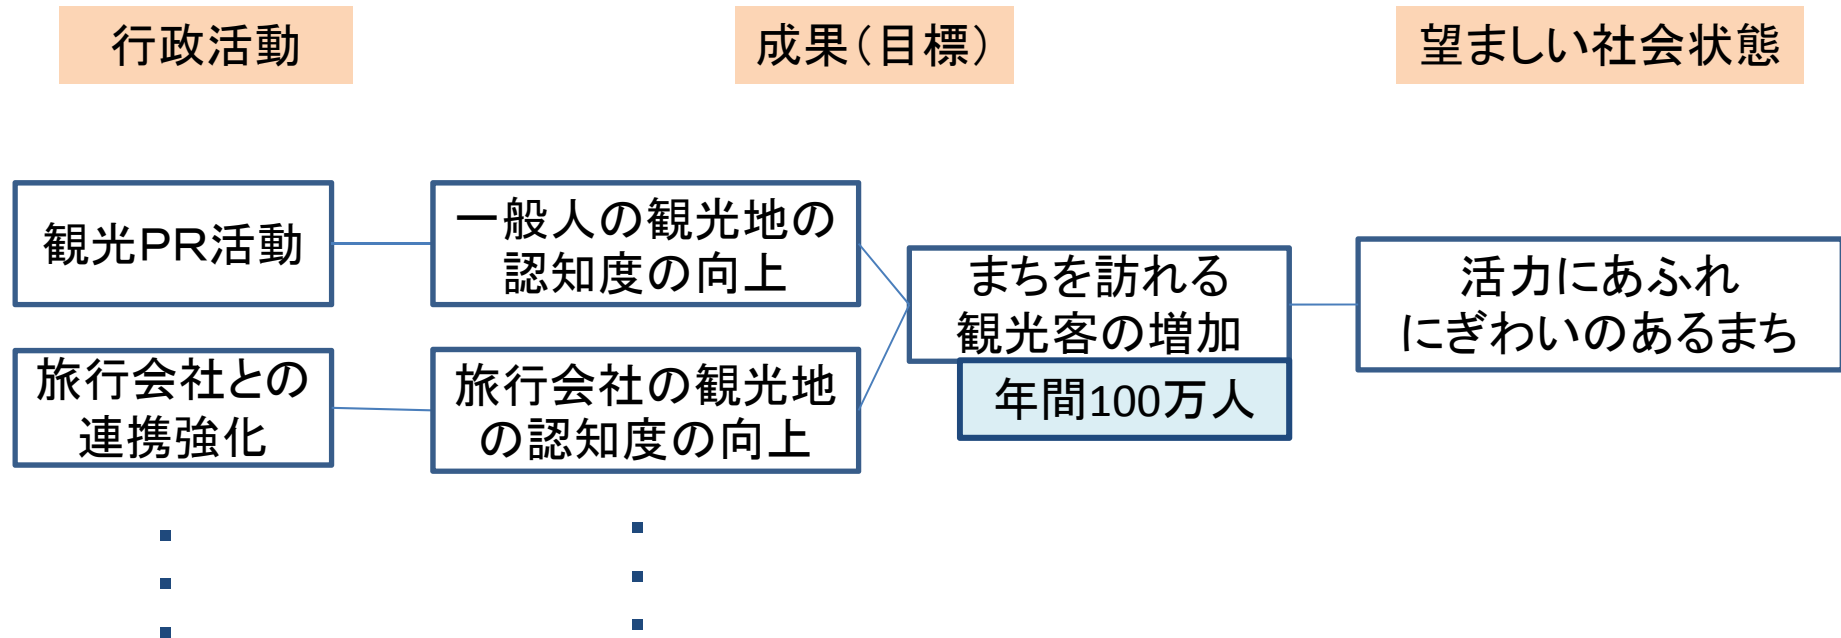 行政活動
成果（目標）
望ましい社会状態
観光PR活動
一般人の観光地の
認知度の向上
まちを訪れる
観光客の増加
年間100万人
活力にあふれ
にぎわいのあるまち
旅行会社との
連携強化
旅行会社の観光地
の認知度の向上